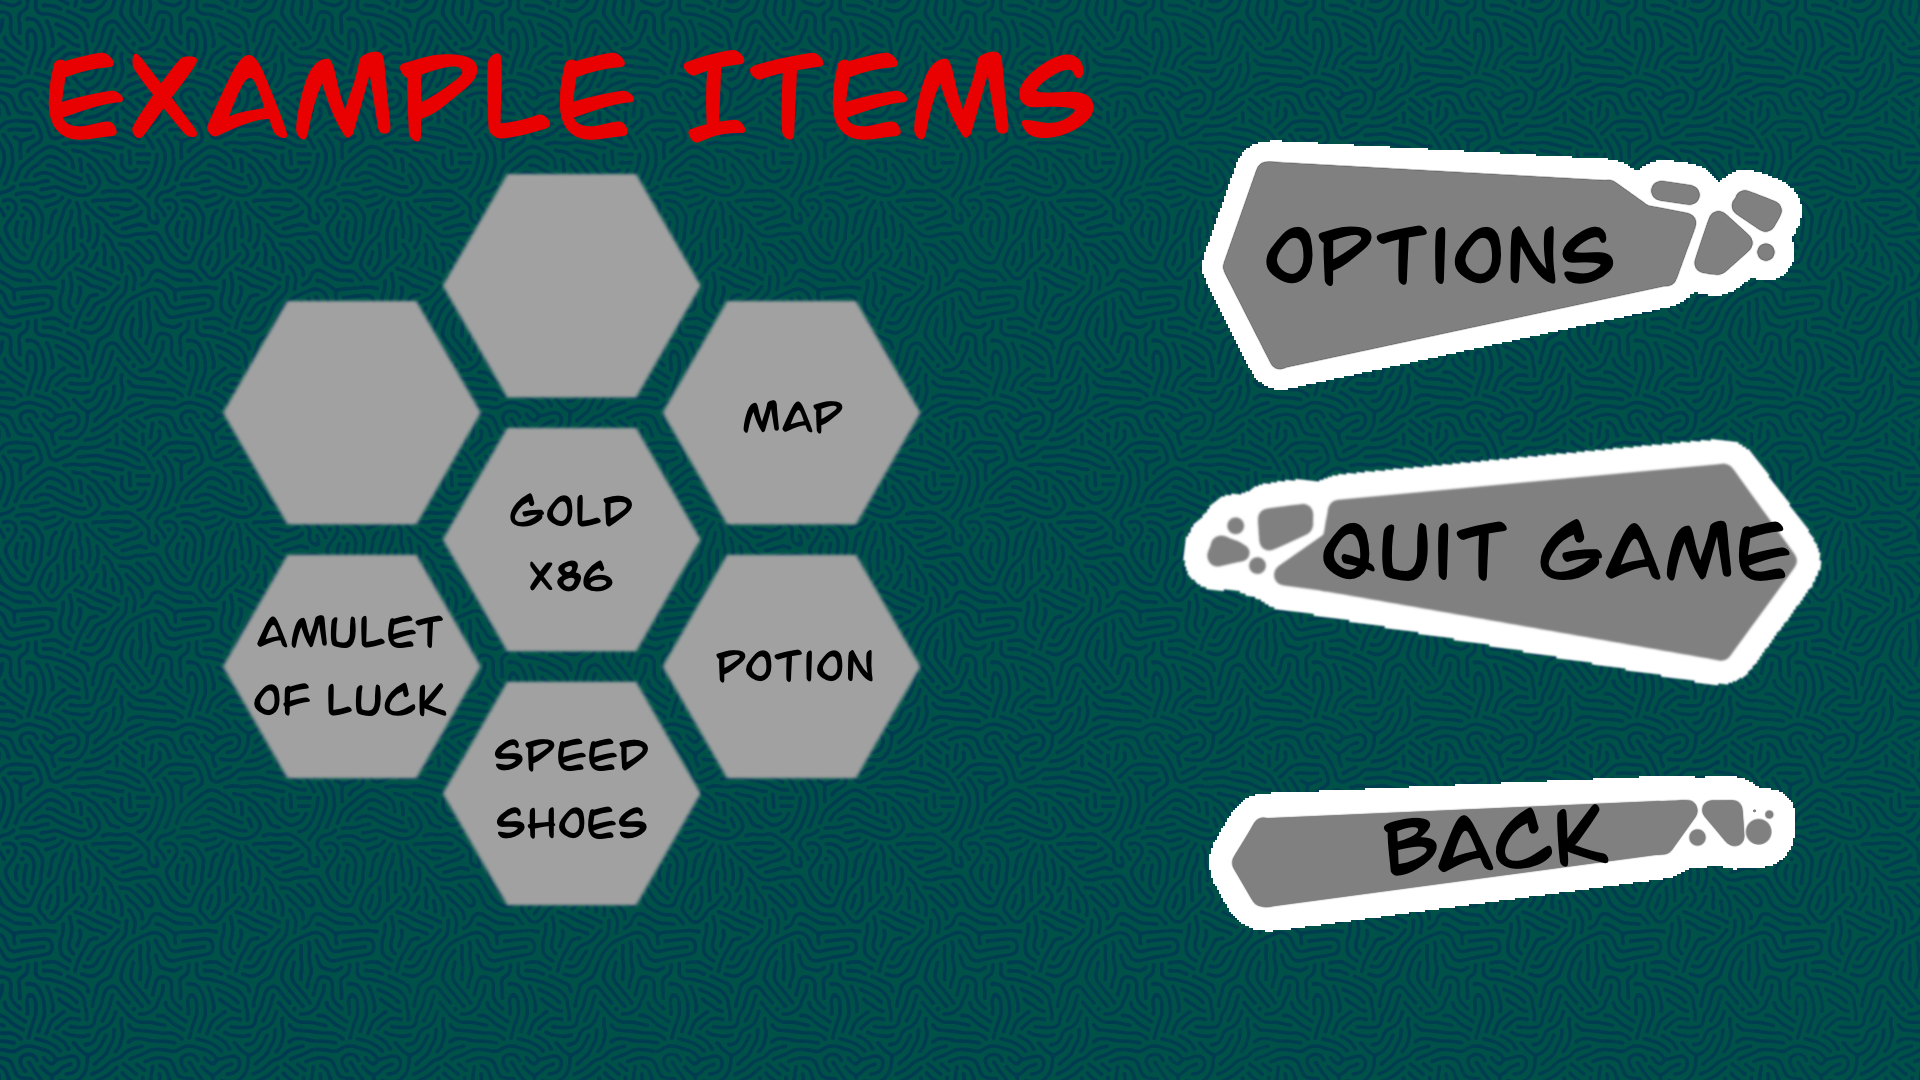 EXAMPLE ITEMS
MAP
GOLD
X86
AMULET
OF LUCK
POTION
SPEED
SHOES
OPTIONS
QUIT GAME
BACK